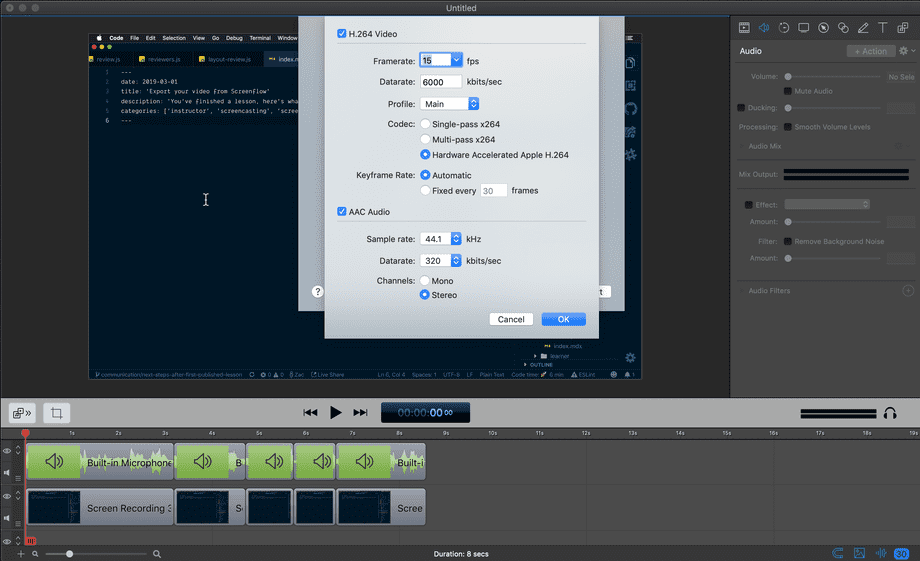 Untitled
Code File Edit Selection View Go Debug Terminal Window
review.js reviewers.js layout-review.js index.m
1 ---
2 date: 2019-03-01
3 title: 'Export your video from ScreenFlow'
4 description: 'You've finished a lesson, here's wha
5 categories: ['instructor', 'screencasting', 'scree
6 ---
H.264 Video
Framerate: 15 fps
Datarate: 6000 kbits/sec
Profile: Main
Codec: Single-pass x264
Multi-pass x264
Hardware Accelerated Apple H.264
Keyframe Rate: Automatic
Fixed every 30 frames
AAC Audio
Sample rate: 44.1 kHz
Datarate: 320 kbits/sec
Channels: Mono
Stereo
? t
Cancel OK
index.mdx
learner
OUTLINE
communication/next-steps-after-first-published-lesson 0 0 Zac Live Share Ln 6, Col 4 Spaces: 1 UTF-8 LF Plain Text Code time: 6 min ESLint 1
Audio + Action
Volume: No Sele
Mute Audio
Ducking:
Processing: Smooth Volume Levels
Audio Mix
Mix Output:
Effect:
Amount:
Filter: Remove Background Noise
Amount:
Audio Filters
00:00:00 00
1s 2s 3s 4s 5s 6s 7s 8s 9s 10s 11s 12s 13s 14s 15s 16s 17s 18s 19s
Built-in Microphone B Built-i
Screen Recording 3 Sc Scree
Duration: 8 secs
30